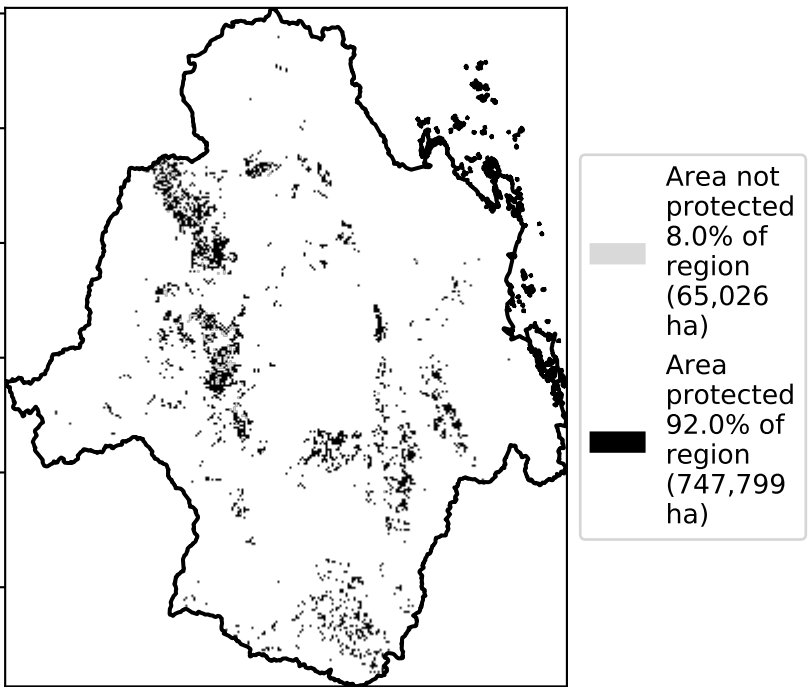 Area not
protected
8.0% of
region
(65,026
ha)
Area
protected
92.0% of
region
(747,799
ha)